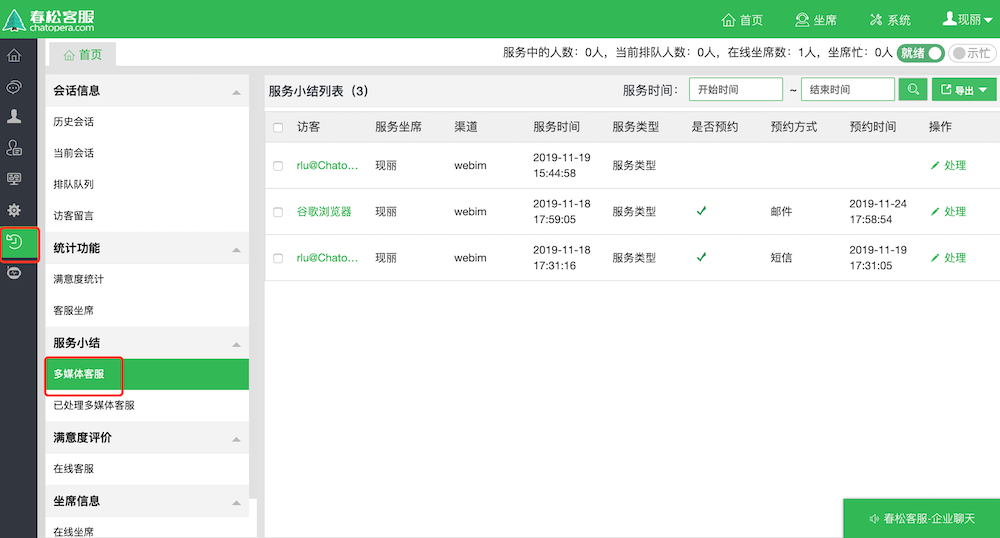 春松客服
chatopera.com
首页
坐席
系统
现丽
首页
服务中的人数：0人，当前排队人数：0人，在线坐席数：1人，坐席忙：0人
就绪
示忙
会话信息
历史会话
当前会话
排队队列
访客留言
统计功能
满意度统计
客服坐席
服务小结
多媒体客服
已处理多媒体客服
满意度评价
在线客服
坐席信息
在线坐席
服务小结列表（3）
服务时间：
开始时间
~
结束时间
导出
访客 服务坐席 渠道 服务时间 服务类型 是否预约 预约方式 预约时间 操作
rlu@Chato... 现丽 webim 2019-11-19 15:44:58 服务类型 处理
谷歌浏览器 现丽 webim 2019-11-18 17:59:05 服务类型 邮件 2019-11-24 17:58:54 处理
rlu@Chato... 现丽 webim 2019-11-18 17:31:16 服务类型 短信 2019-11-19 17:31:05 处理
春松客服-企业聊天